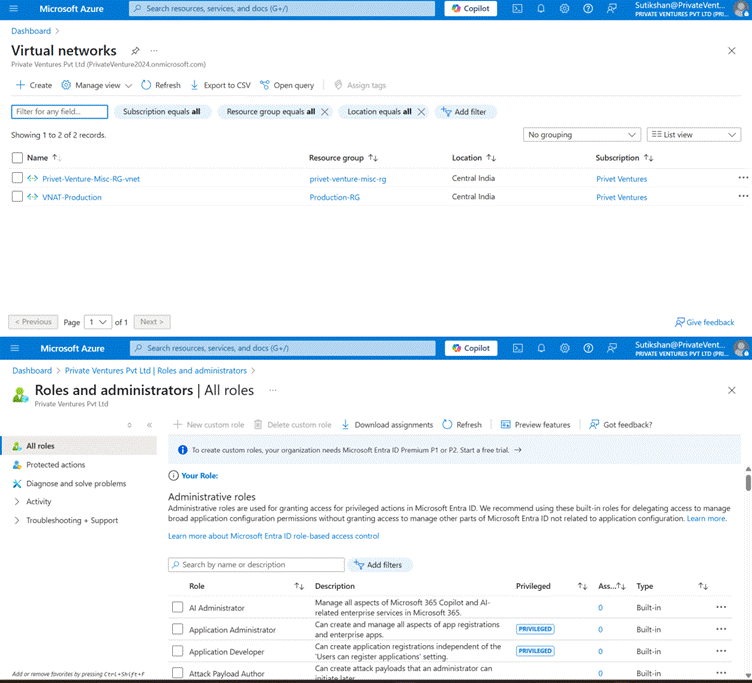 Microsoft Azure
Search resources, services, and docs (G+/)
Copilot
Sutikshan@PrivateVent...
PRIVATE VENTURES PVT LTD (PRIV...
Dashboard >
Virtual networks
Private Ventures Pvt Ltd (PrivateVenture2024.onmicrosoft.com)
Create Manage view Refresh Export to CSV Open query Assign tags
Filter for any field... Subscription equals all Resource group equals all Location equals all Add filter
Showing 1 to 2 of 2 records.
No grouping List view
Name Resource group Location Subscription
Privet-Venture-Misc-RG-vnet privet-venture-misc-rg Central India Privet Ventures
VNAT-Production Production-RG Central India Privet Ventures
< Previous Page 1 of 1 Next >
Give feedback
Microsoft Azure
Search resources, services, and docs (G+/)
Copilot
Sutikshan@PrivateVent...
PRIVATE VENTURES PVT LTD (PRI...
Dashboard > Private Ventures Pvt Ltd | Roles and administrators >
Roles and administrators | All roles
Private Ventures Pvt Ltd
All roles
Protected actions
Diagnose and solve problems
Activity
Troubleshooting + Support
Add or remove favorites by pressing Ctrl+Shift+F
New custom role Delete custom role Download assignments Refresh Preview features Got feedback?
To create custom roles, your organization needs Microsoft Entra ID Premium P1 or P2. Start a free trial.
Your Role:
Administrative roles
Administrative roles are used for granting access for privileged actions in Microsoft Entra ID. We recommend using these built-in roles for delegating access to manage
broad application configuration permissions without granting access to manage other parts of Microsoft Entra ID not related to application configuration. Learn more.
Learn more about Microsoft Entra ID role-based access control
Search by name or description Add filters
Role Description Privileged Ass... Type
AI Administrator Manage all aspects of Microsoft 365 Copilot and AI-
related enterprise services in Microsoft 365. 0 Built-in
Application Administrator Can create and manage all aspects of app registrations
and enterprise apps. PRIVILEGED 0 Built-in
Application Developer Can create application registrations independent of the
'Users can register applications' setting. PRIVILEGED 0 Built-in
Attack Payload Author Can create attack payloads that an administrator can
initiate later. 0 Built-in